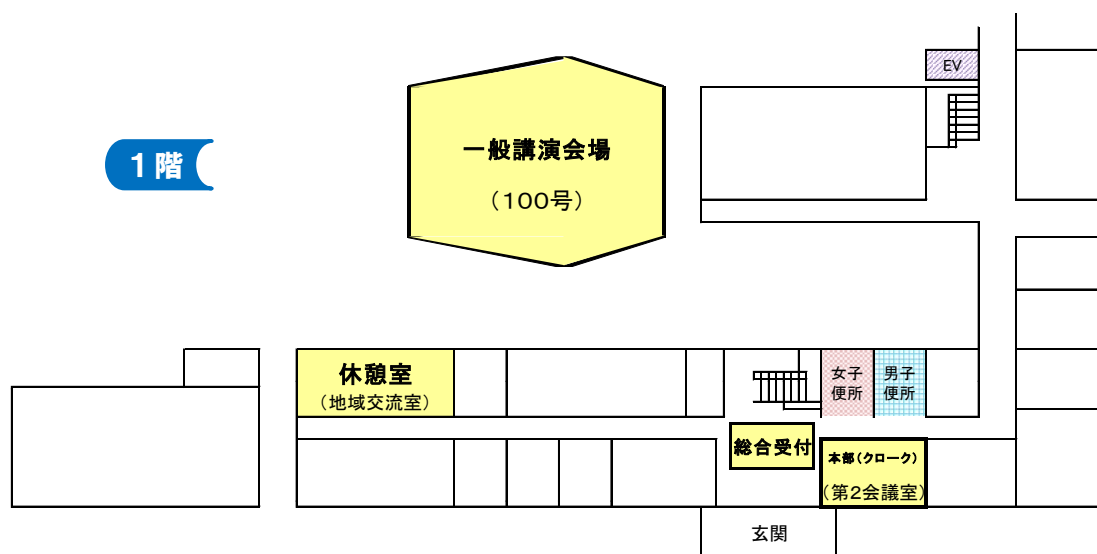 EV
一般講演会場
（100号）
1階
休憩室
（地域交流室）
女子
便所
男子
便所
総合受付
本部（クローク）
（第2会議室）
玄関